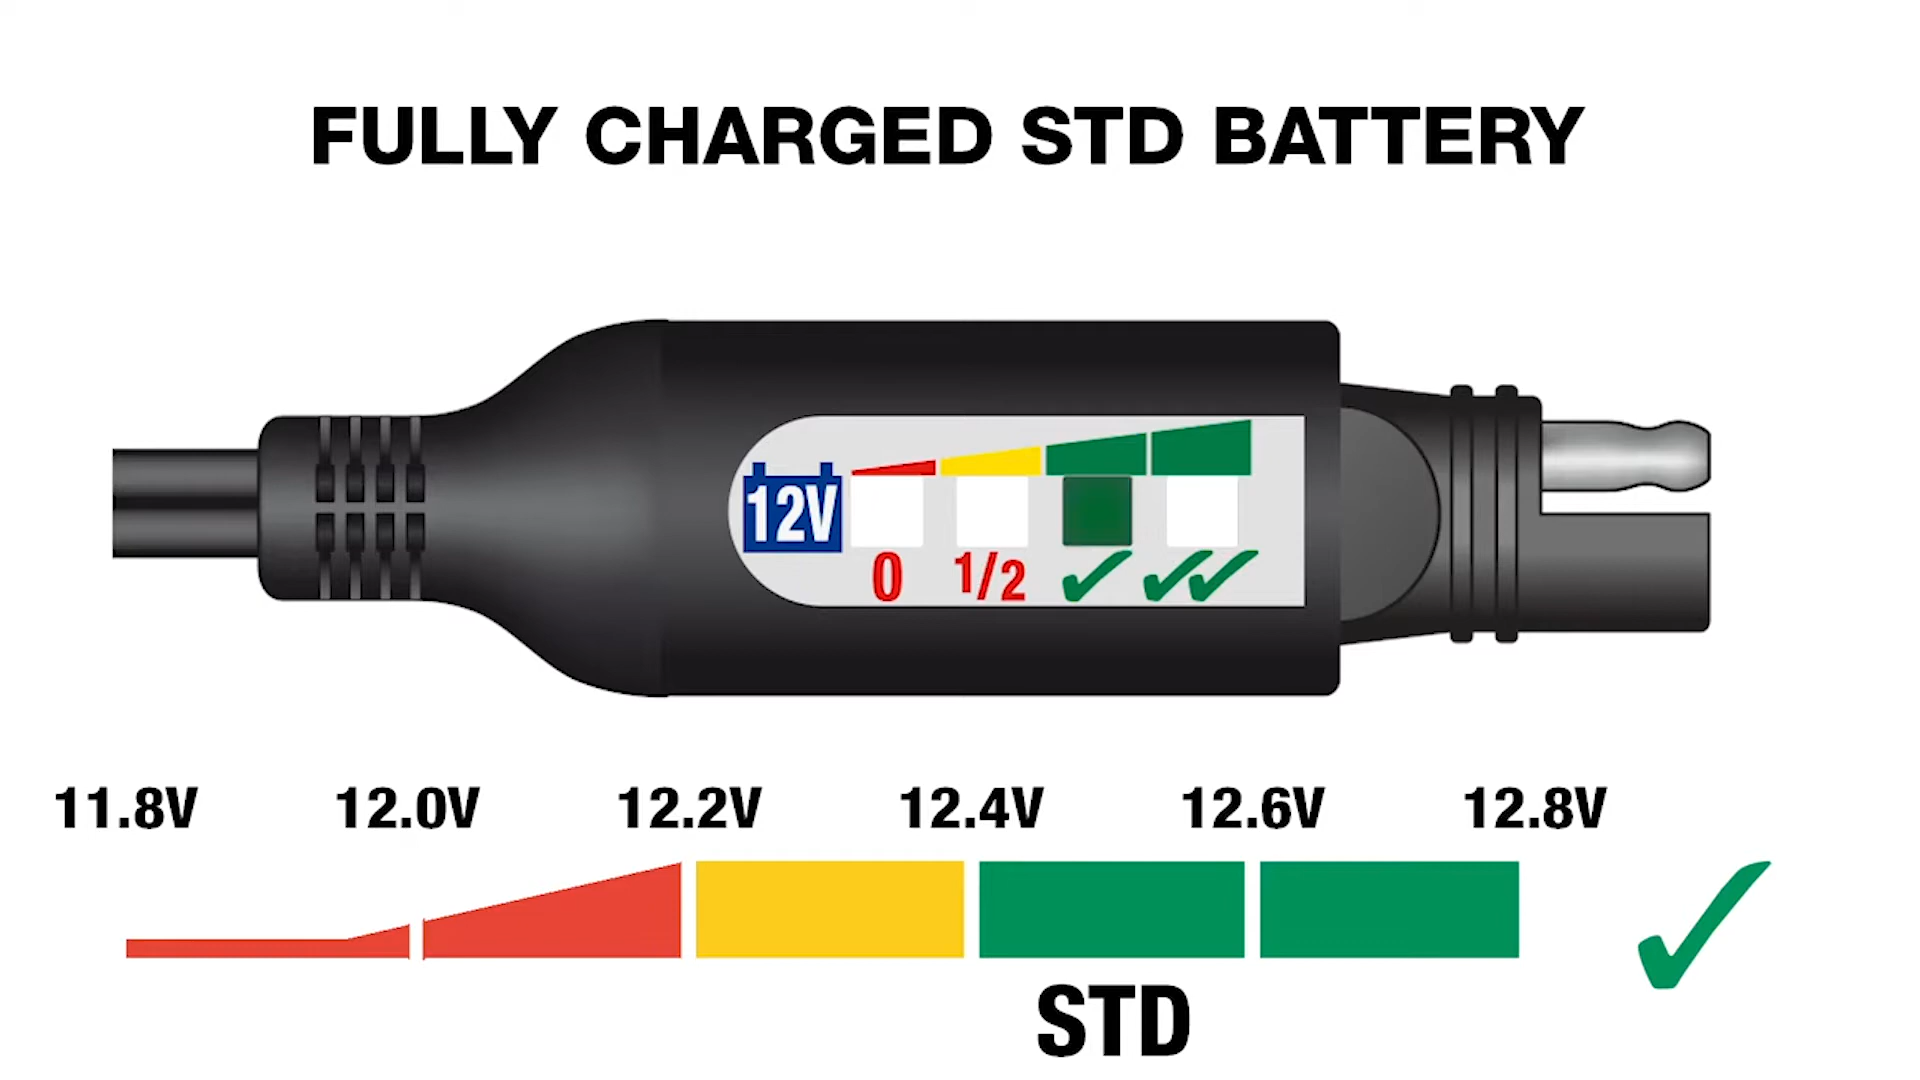 FULLY CHARGED STD BATTERY
12V
0 1/2 ✓ ✓✓
11.8V 12.0V 12.2V 12.4V 12.6V 12.8V
✓
STD